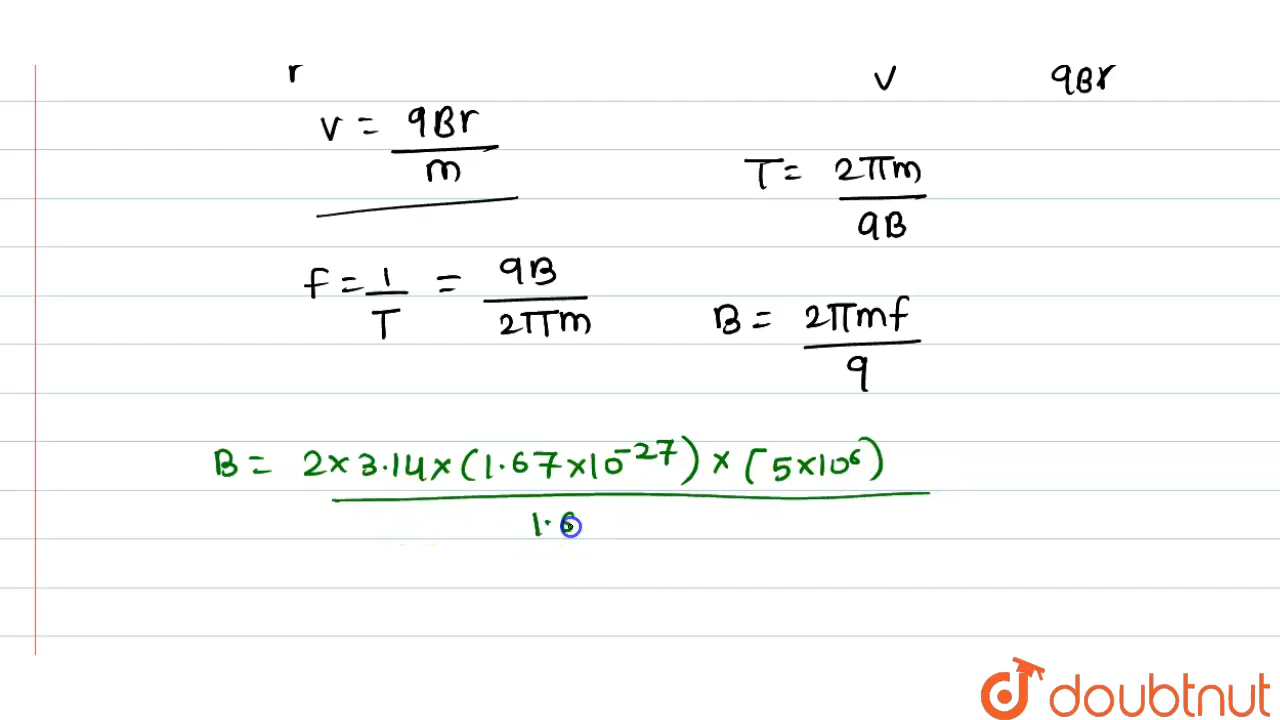 r v qBr
v = qBr/m
T = 2πm/qB
f = 1/T = qB/2πm
B = 2πmf/q
B = 2 × 3.14 × (1.67 × 10⁻²⁷) × (5 × 10⁶)
1.6
doubtnut